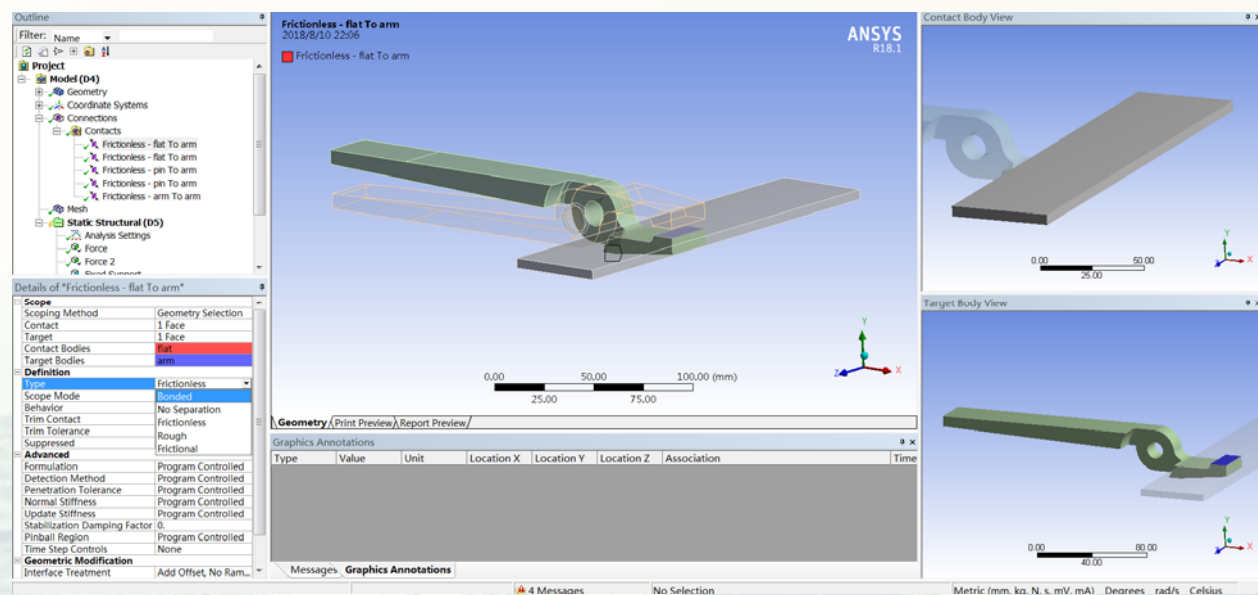 Outline
Filter: Name
Project
Model (D4)
Geometry
Coordinate Systems
Connections
Contacts
Frictionless - flat To arm
Frictionless - flat To arm
Frictionless - pin To arm
Frictionless - pin To arm
Frictionless - arm To arm
Mesh
Static Structural (D5)
Analysis Settings
Force
Force 2
Fixed Support
Details of "Frictionless - flat To arm"
Scope
Scoping Method Geometry Selection
Contact 1 Face
Target 1 Face
Contact Bodies flat
Target Bodies arm
Definition
Type Frictionless
Scope Mode Bonded
Behavior No Separation
Trim Contact Frictionless
Trim Tolerance Rough
Suppressed Frictional
Advanced
Formulation Program Controlled
Detection Method Program Controlled
Penetration Tolerance Program Controlled
Normal Stiffness Program Controlled
Update Stiffness Program Controlled
Stabilization Damping Factor 0.
Pinball Region Program Controlled
Time Step Controls None
Geometric Modification
Interface Treatment Add Offset, No Ram...
Frictionless - flat To arm
2018/8/10 22:06
Frictionless - flat To arm
ANSYS
R18.1
Y
X
Z
0.00 50.00 100.00 (mm)
25.00 75.00
Geometry Print Preview Report Preview
Graphics Annotations
Type Value Unit Location X Location Y Location Z Association Time
Messages Graphics Annotations
Contact Body View
Y
X
Z
0.00 50.00
25.00
Target Body View
Y
X
Z
0.00 80.00
40.00
4 Messages No Selection Metric (mm, kg, N, s, mV, mA) Degrees rad/s Celsius